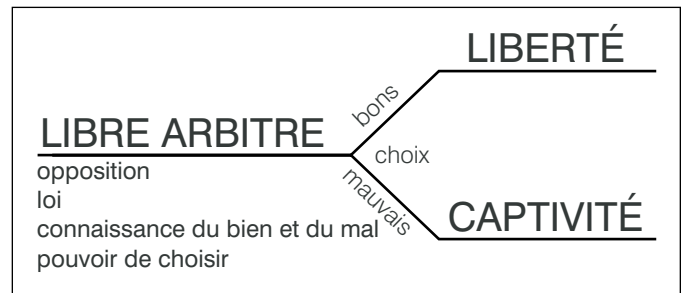 LIBERTÉ
bons
LIBRE ARBITRE
choix
opposition
mauvais
loi
connaissance du bien et du mal
CAPTIVITÉ
pouvoir de choisir